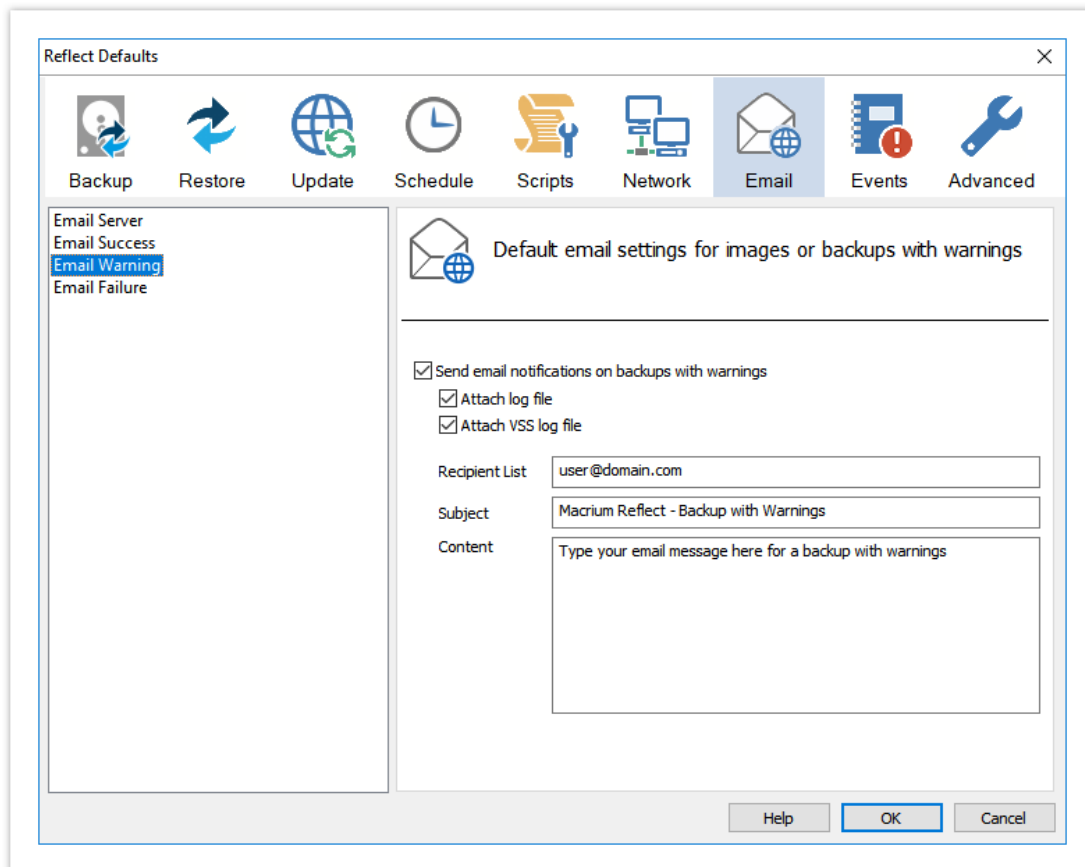 Reflect Defaults
Backup Restore Update Schedule Scripts Network Email Events Advanced
Email Server
Email Success
Email Warning
Email Failure
Default email settings for images or backups with warnings
Send email notifications on backups with warnings
Attach log file
Attach VSS log file
Recipient List user@domain.com
Subject Macrium Reflect - Backup with Warnings
Content Type your email message here for a backup with warnings
Help OK Cancel